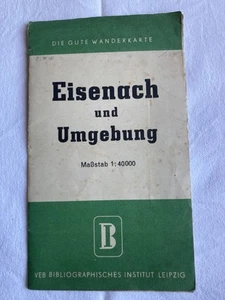 DIE GUTE WANDERKARTE
Eisenach
und
Umgebung
Maßstab 1:40000
B
VEB BIBLIOGRAPHISCHES INSTITUT LEIPZIG